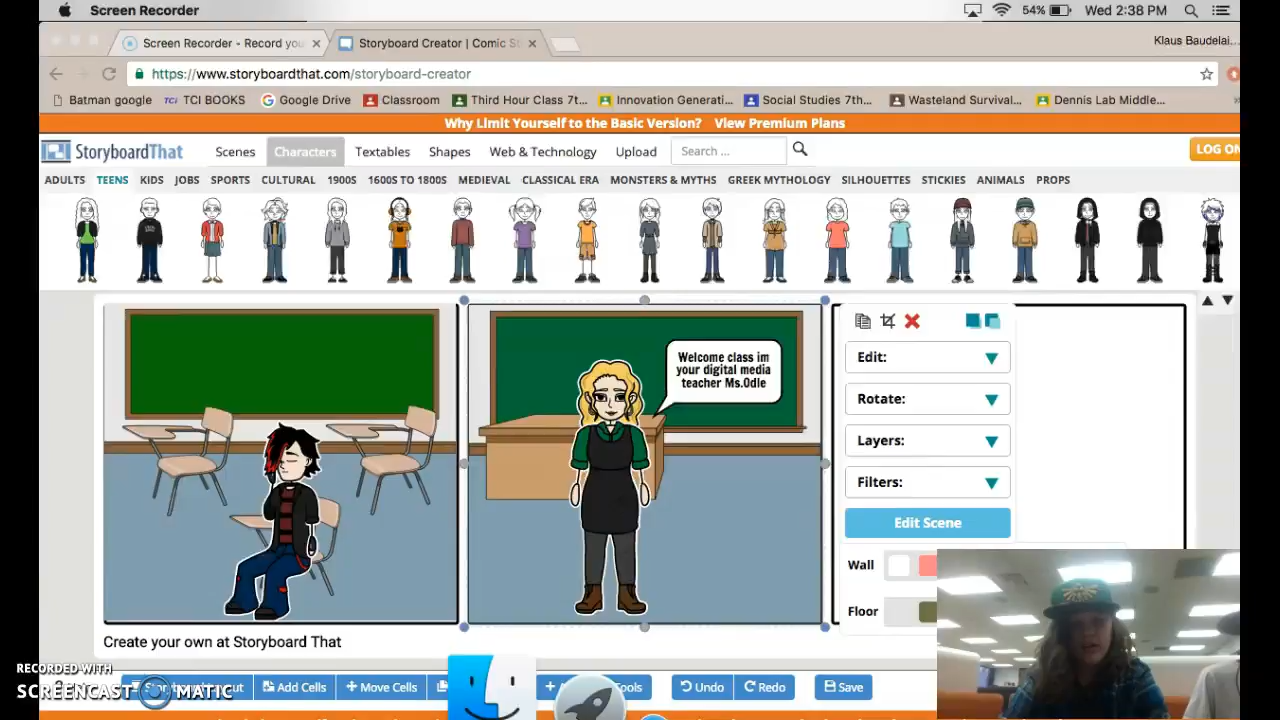 Screen Recorder
54%
Wed 2:38 PM
Screen Recorder - Record you
Storyboard Creator | Comic St
Klaus Baudelai...
https://www.storyboardthat.com/storyboard-creator
Batman google
TCI TCI BOOKS
Google Drive
Classroom
Third Hour Class 7t...
Innovation Generati...
Social Studies 7th...
Wasteland Survival...
Dennis Lab Middle...
»
Why Limit Yourself to the Basic Version? View Premium Plans
StoryboardThat
Scenes
Characters
Textables
Shapes
Web & Technology
Upload
Search ...
LOG ON
ADULTS
TEENS
KIDS
JOBS
SPORTS
CULTURAL
1900S
1600S TO 1800S
MEDIEVAL
CLASSICAL ERA
MONSTERS & MYTHS
GREEK MYTHOLOGY
SILHOUETTES
STICKIES
ANIMALS
PROPS
Welcome class im
your digital media
teacher Ms.Odle
Edit:
Rotate:
Layers:
Filters:
Edit Scene
Wall
Floor
Create your own at Storyboard That
RECORDED WITH
SCREENCAST MATIC
Add Cells
Move Cells
Tools
Undo
Redo
Save